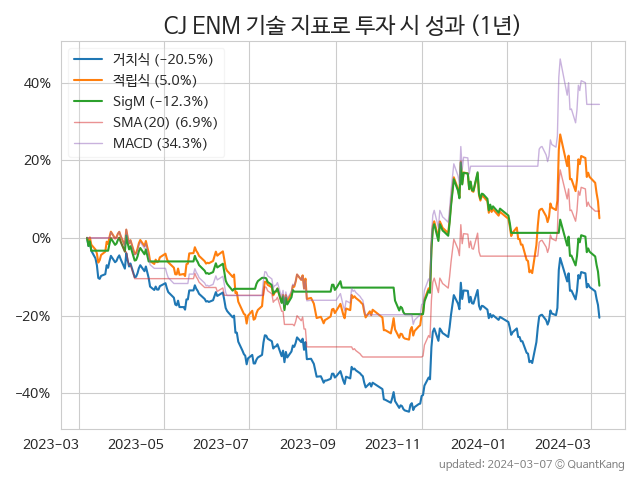 CJ ENM 기술 지표로 투자 시 성과 (1년)
거치식 (−20.5%)
적립식 (5.0%)
SigM (−12.3%)
SMA(20) (6.9%)
MACD (34.3%)
40%
20%
0%
−20%
−40%
2023−03 2023−05 2023−07 2023−09 2023−11 2024−01 2024−03
updated: 2024−03−07 © QuantKang